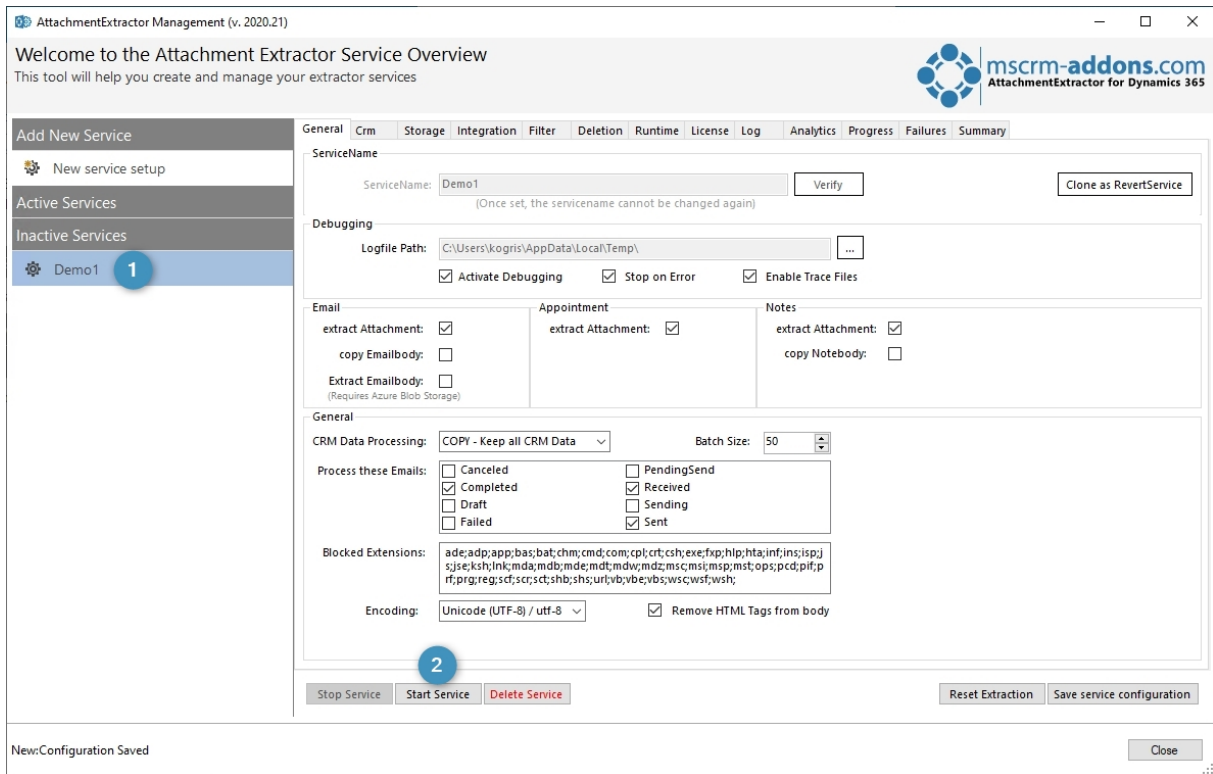 AttachmentExtractor Management (v. 2020.21)
Welcome to the Attachment Extractor Service Overview
This tool will help you create and manage your extractor services
mscrm-addons.com
AttachmentExtractor for Dynamics 365
Add New Service
New service setup
Active Services
Inactive Services
Demo1
1
General Crm Storage Integration Filter Deletion Runtime License Log Analytics Progress Failures Summary
ServiceName
ServiceName: Demo1 Verify Clone as RevertService
(Once set, the servicename cannot be changed again)
Debugging
Logfile Path: C:\Users\kogris\AppData\Local\Temp\ ...
Activate Debugging Stop on Error Enable Trace Files
Email Appointment Notes
extract Attachment: extract Attachment: extract Attachment:
copy Emailbody: copy Notebody:
Extract Emailbody:
(Requires Azure Blob Storage)
General
CRM Data Processing: COPY - Keep all CRM Data Batch Size: 50
Process these Emails: Canceled PendingSend
Completed Received
Draft Sending
Failed Sent
Blocked Extensions: ade;adp;app;bas;bat;chm;cmd;com;cpl;crt;csh;exe;fxp;hlp;hta;inf;ins;isp;j
s;jse;ksh;lnk;mda;mdb;mde;mdt;mdw;mdz;msc;msi;msp;mst;ops;pcd;pif;p
rf;prg;reg;scf;scr;sct;shb;shs;url;vb;vbe;vbs;wsc;wsf;wsh;
Encoding: Unicode (UTF-8) / utf-8 Remove HTML Tags from body
2
Stop Service Start Service Delete Service Reset Extraction Save service configuration
New:Configuration Saved Close